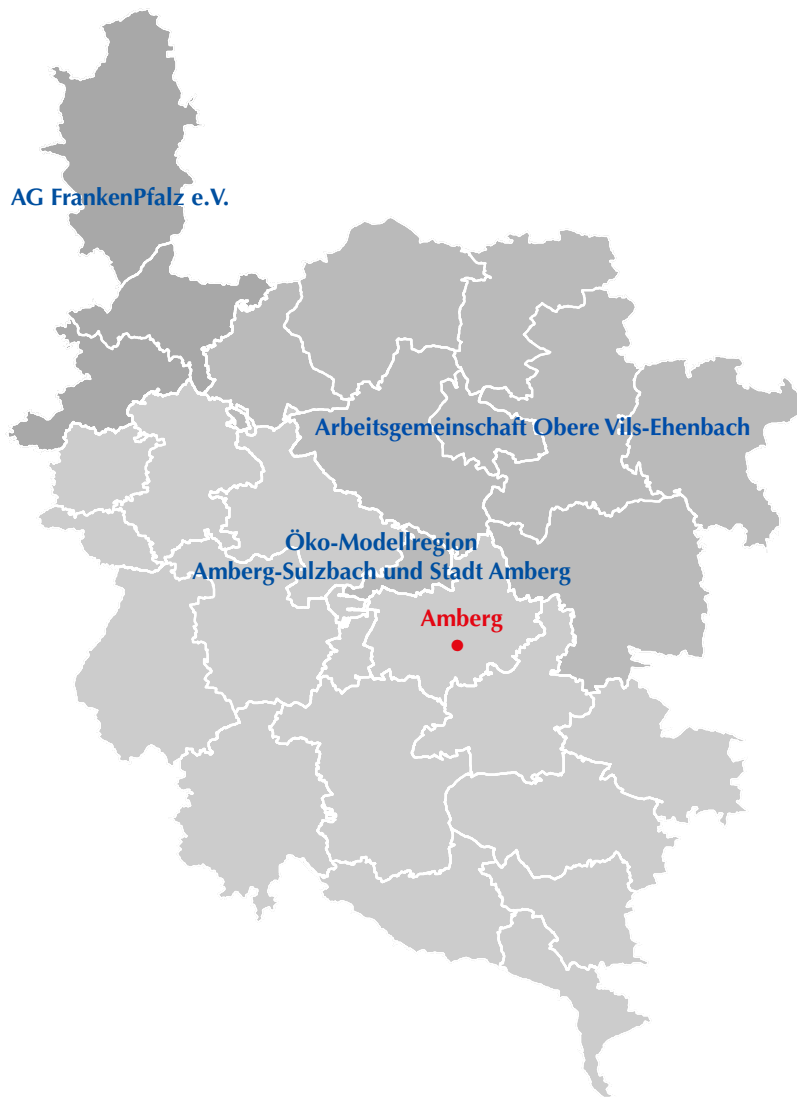 AG FrankenPfalz e.V.
Arbeitsgemeinschaft Obere Vils-Ehenbach
Öko-Modellregion
Amberg-Sulzbach und Stadt Amberg
Amberg